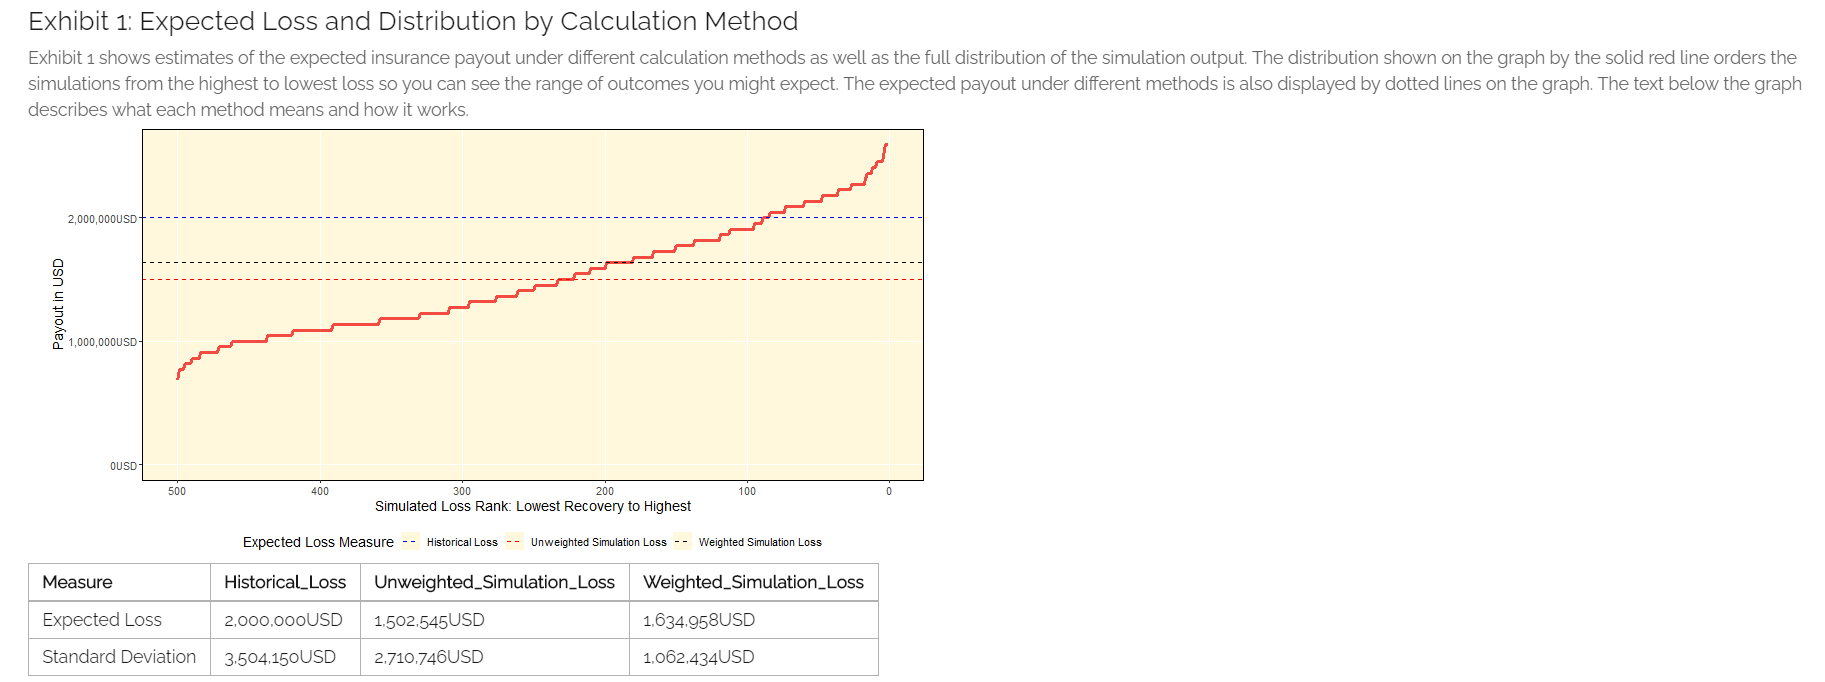 Exhibit 1: Expected Loss and Distribution by Calculation Method
Exhibit 1 shows estimates of the expected insurance payout under different calculation methods as well as the full distribution of the simulation output. The distribution shown on the graph by the solid red line orders the
simulations from the highest to lowest loss so you can see the range of outcomes you might expect. The expected payout under different methods is also displayed by dotted lines on the graph. The text below the graph
describes what each method means and how it works.
Payout in USD
2,000,000USD
1,000,000USD
0USD
500 400 300 200 100 0
Simulated Loss Rank: Lowest Recovery to Highest
Expected Loss Measure Historical Loss Unweighted Simulation Loss Weighted Simulation Loss
Measure Historical_Loss Unweighted_Simulation_Loss Weighted_Simulation_Loss
Expected Loss 2,000,000USD 1,502,545USD 1,634,958USD
Standard Deviation 3,504,150USD 2,710,746USD 1,062,434USD